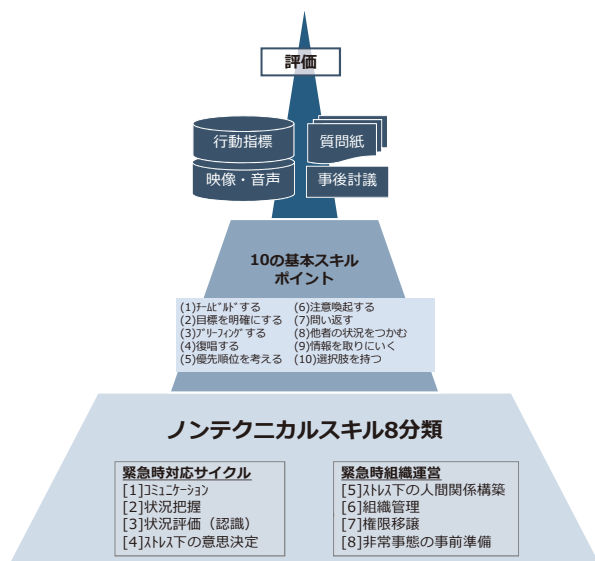 評価
行動指標
質問紙
映像・音声
事後討議
10の基本スキル
ポイント
(1)ﾁｰﾑﾋﾞﾙﾄﾞする
(2)目標を明確にする
(3)ﾌﾞﾘｰﾌｨﾝｸﾞする
(4)復唱する
(5)優先順位を考える
(6)注意喚起する
(7)問い返す
(8)他者の状況をつかむ
(9)情報を取りにいく
(10)選択肢を持つ
ノンテクニカルスキル8分類
緊急時対応サイクル
[1]ｺﾐｭﾆｹｰｼｮﾝ
[2]状況把握
[3]状況評価（認識）
[4]ｽﾄﾚｽ下の意思決定
緊急時組織運営
[5]ｽﾄﾚｽ下の人間関係構築
[6]組織管理
[7]権限移譲
[8]非常事態の事前準備